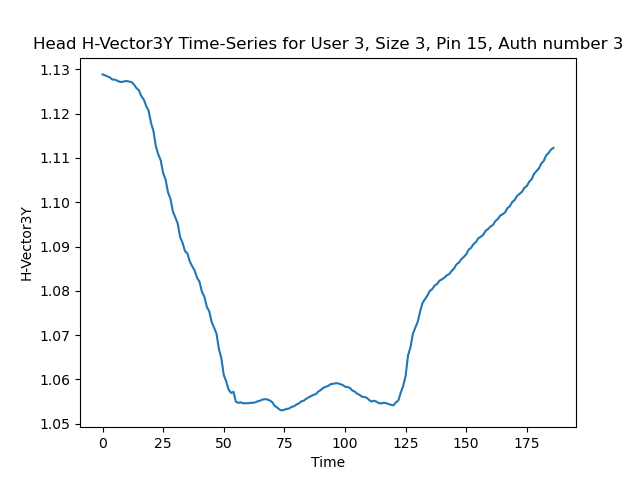 Head H-Vector3Y Time-Series for User 3, Size 3, Pin 15, Auth number 3
1.13
1.12
1.11
1.10
1.09
1.08
1.07
1.06
1.05
H-Vector3Y
0 25 50 75 100 125 150 175
Time